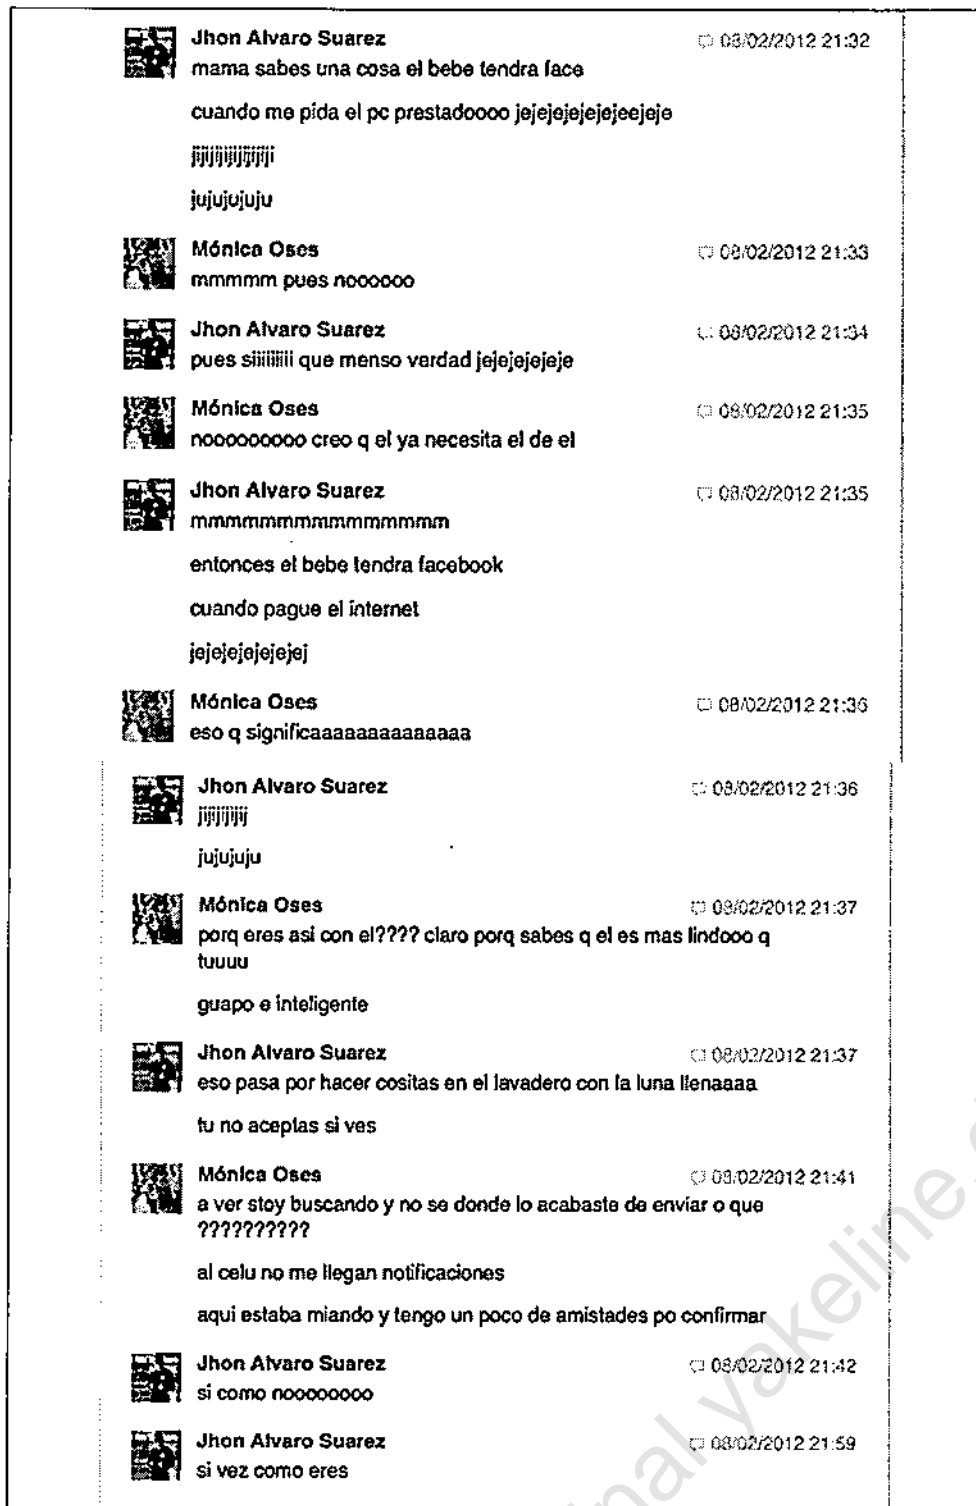 Jhon Alvaro Suarez 08/02/2012 21:32
mama sabes una cosa el bebe tendra face
cuando me pida el pc prestadoooo jejejejejejejeejeje
jujujujuju
Mónica Oses 08/02/2012 21:33
mmmmm pues noooooo
Jhon Alvaro Suarez 08/02/2012 21:34
pues siiiiiiii que menso verdad jejejejejeje
Mónica Oses 08/02/2012 21:35
noooooooooo creo q el ya necesita el de el
Jhon Alvaro Suarez 08/02/2012 21:35
mmmmmmmmmmmmmmm
entonces el bebe tendra facebook
cuando pague el internet
jejejejejejejej
Mónica Oses 08/02/2012 21:36
eso q significaaaaaaaaaaaaaaa
Jhon Alvaro Suarez 08/02/2012 21:36
jijijijijij
jujujuju
Mónica Oses 08/02/2012 21:37
porq eres asi con el???? claro porq sabes q el es mas lindooo q
tuuuu
guapo e inteligente
Jhon Alvaro Suarez 08/02/2012 21:37
eso pasa por hacer cositas en el lavadero con la luna llenaaaa
tu no aceptas si ves
Mónica Oses 08/02/2012 21:41
a ver stoy buscando y no se donde lo acabaste de enviar o que
??????????
al celu no me llegan notificaciones
aqui estaba miando y tengo un poco de amistades po confirmar
Jhon Alvaro Suarez 08/02/2012 21:42
si como noooooooo
Jhon Alvaro Suarez 08/02/2012 21:59
si vez como eres
yakeline